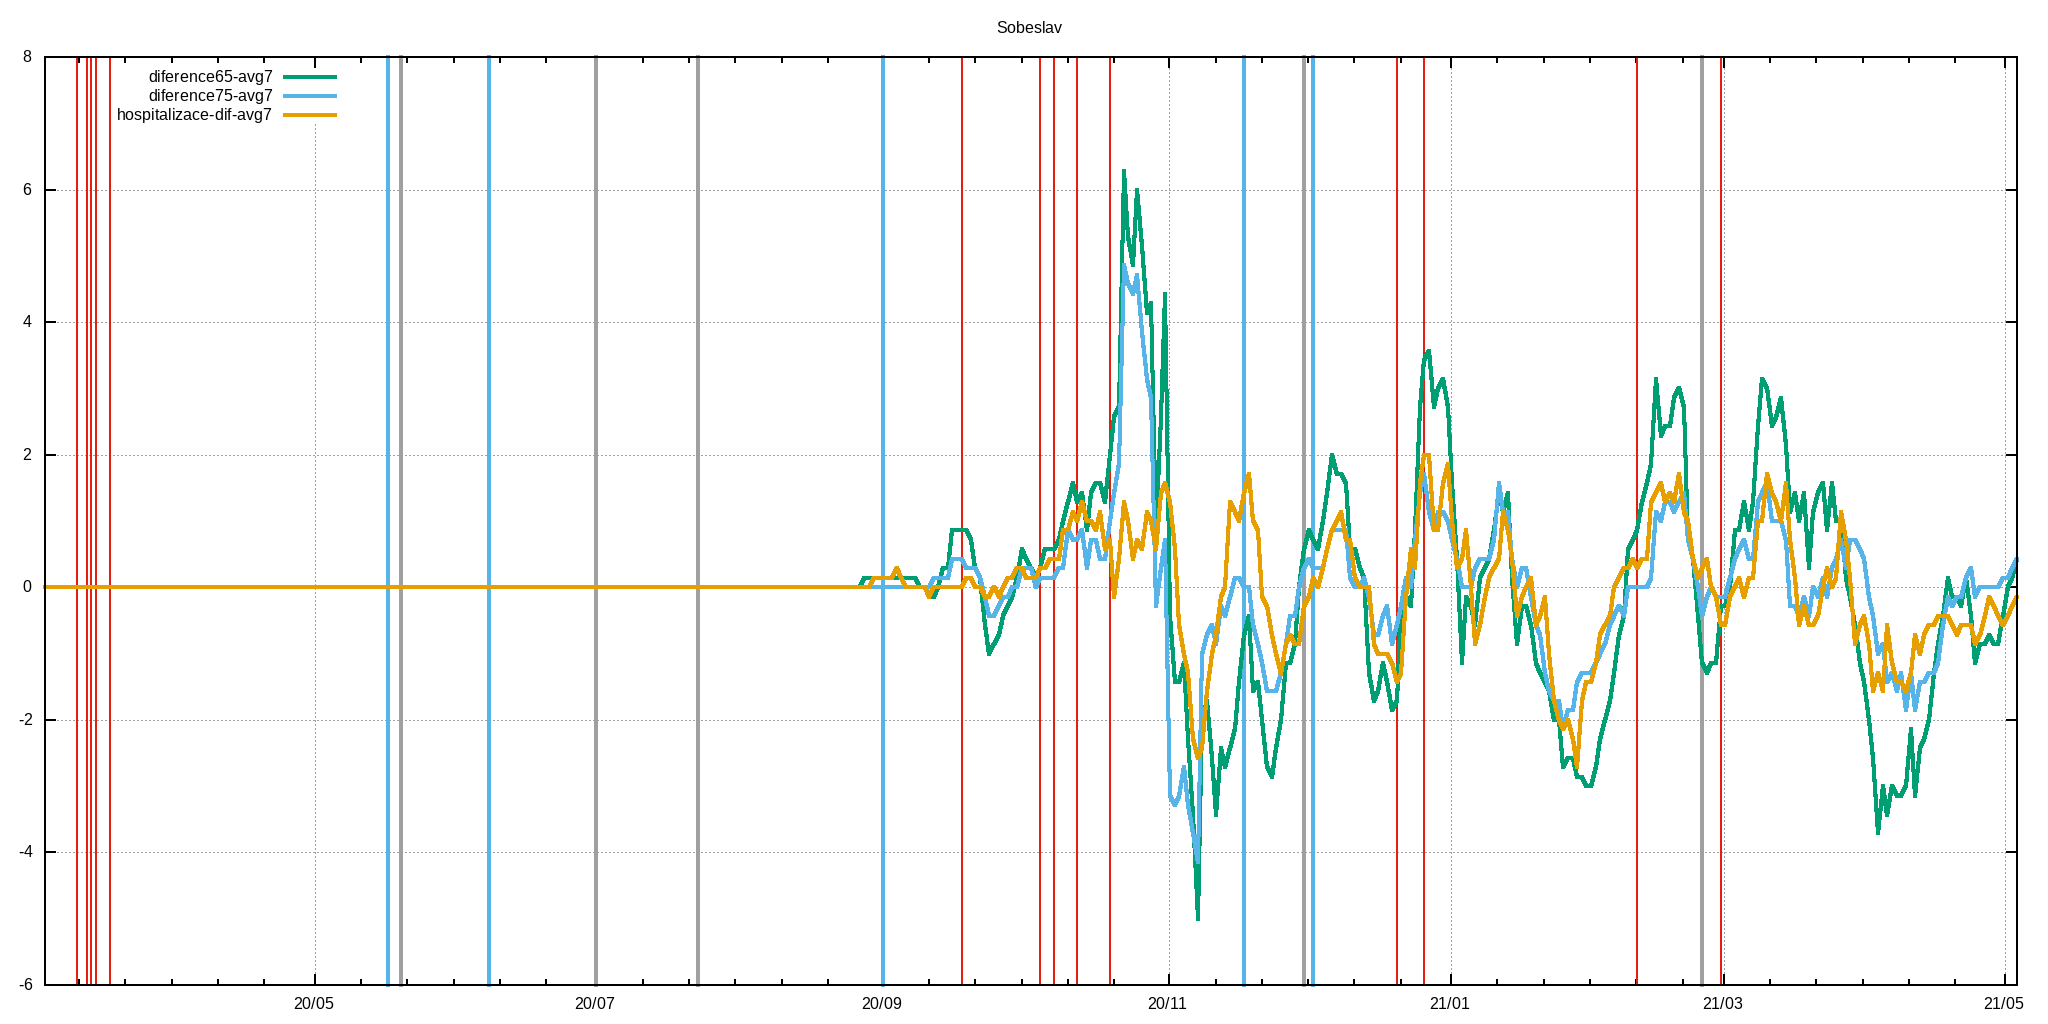 Sobeslav
diference65-avg7
diference75-avg7
hospitalizace-dif-avg7
8
6
4
2
0
-2
-4
-6
20/05 20/07 20/09 20/11 21/01 21/03 21/05